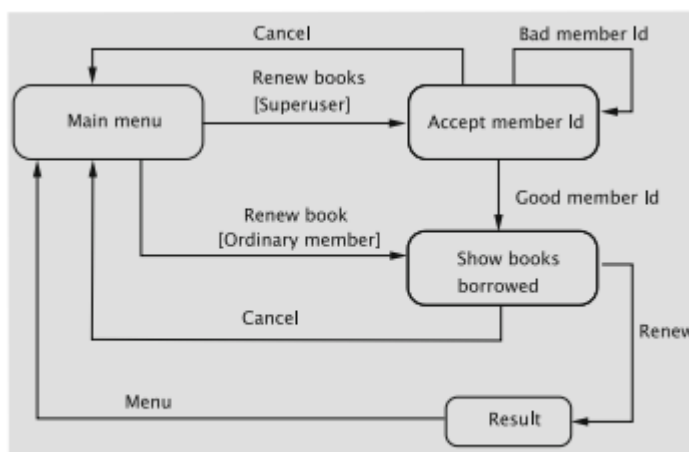 Cancel
Bad member Id
Renew books
[Superuser]
Main menu
Accept member Id
Good member Id
Renew book
[Ordinary member]
Show books
borrowed
Cancel
Renew
Menu
Result